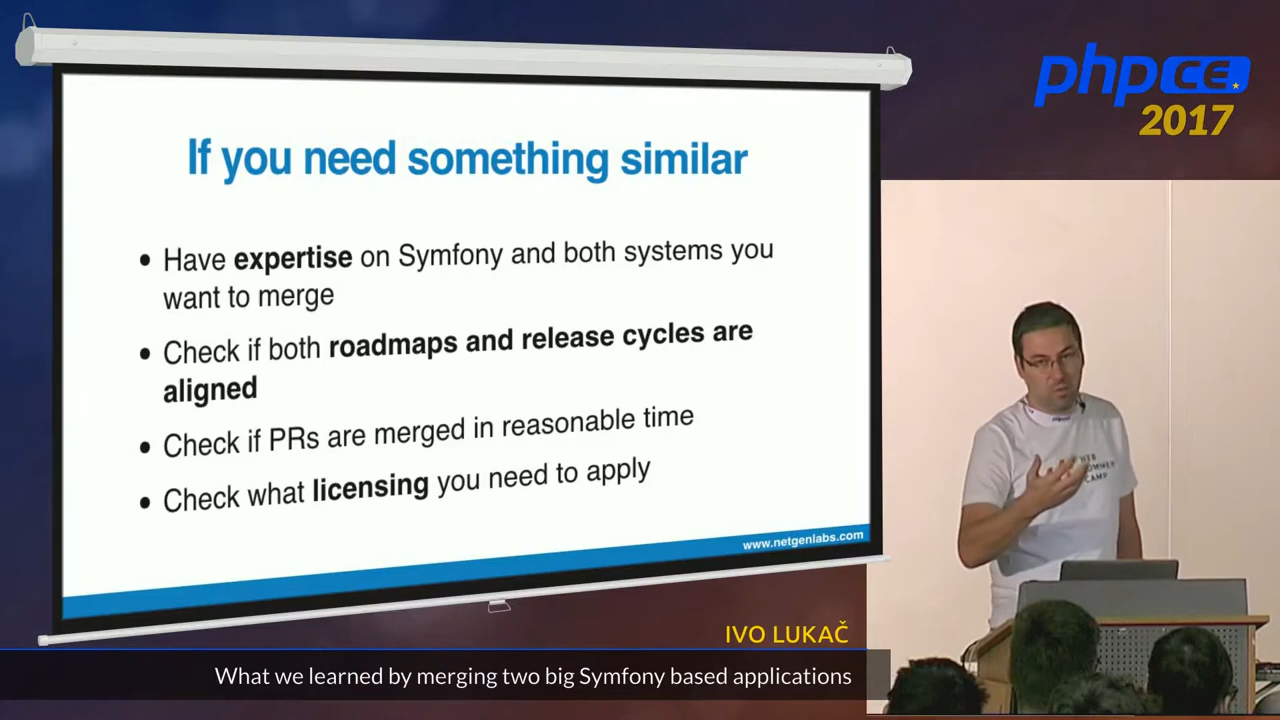 phpCE
2017
If you need something similar
• Have expertise on Symfony and both systems you
want to merge
• Check if both roadmaps and release cycles are
aligned
• Check if PRs are merged in reasonable time
• Check what licensing you need to apply
www.netgenlabs.com
WEB
SUMMER
CAMP
IVO LUKAČ
What we learned by merging two big Symfony based applications